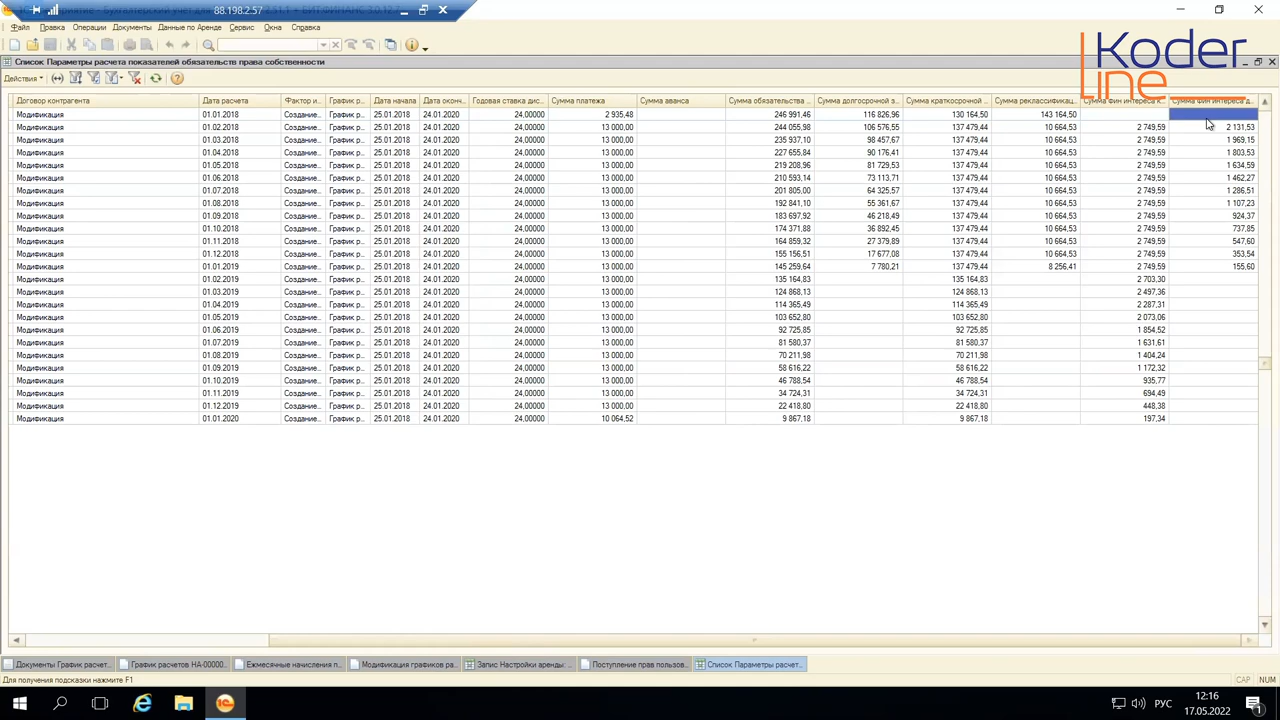 88.198.2.57
Файл Правка Операции Документы Данные по Аренде Сервис Окна Справка
Koder
Line
Список Параметры расчета показателей обязательств права собственности
Действия
Договор контрагента Дата расчета Фактор и... График р... Дата начала Дата оконч... Годовая ставка дис... Сумма платежа Сумма аванса Сумма обязательства ... Сумма долгосрочной з... Сумма краткосрочной ... Сумма реклассификац... Сумма Фин интереса к... Сумма Фин интереса д...
Модификация 01.01.2018 Создание... График р... 25.01.2018 24.01.2020 24.00000 2 935,48 246 991,46 116 826,96 130 164,50 143 164,50
Модификация 01.02.2018 Создание... График р... 25.01.2018 24.01.2020 24.00000 13 000,00 244 055,98 106 576,55 137 479,44 10 664,53 2 749,59 2 131,53
Модификация 01.03.2018 Создание... График р... 25.01.2018 24.01.2020 24.00000 13 000,00 235 937,10 98 457,67 137 479,44 10 664,53 2 749,59 1 969,15
Модификация 01.04.2018 Создание... График р... 25.01.2018 24.01.2020 24.00000 13 000,00 227 655,84 90 176,41 137 479,44 10 664,53 2 749,59 1 803,53
Модификация 01.05.2018 Создание... График р... 25.01.2018 24.01.2020 24.00000 13 000,00 219 208,96 81 729,53 137 479,44 10 664,53 2 749,59 1 634,59
Модификация 01.06.2018 Создание... График р... 25.01.2018 24.01.2020 24.00000 13 000,00 210 593,14 73 113,71 137 479,44 10 664,53 2 749,59 1 462,27
Модификация 01.07.2018 Создание... График р... 25.01.2018 24.01.2020 24.00000 13 000,00 201 805,00 64 325,57 137 479,44 10 664,53 2 749,59 1 286,51
Модификация 01.08.2018 Создание... График р... 25.01.2018 24.01.2020 24.00000 13 000,00 192 841,10 55 361,67 137 479,44 10 664,53 2 749,59 1 107,23
Модификация 01.09.2018 Создание... График р... 25.01.2018 24.01.2020 24.00000 13 000,00 183 697,92 46 218,49 137 479,44 10 664,53 2 749,59 924,37
Модификация 01.10.2018 Создание... График р... 25.01.2018 24.01.2020 24.00000 13 000,00 174 371,88 36 892,45 137 479,44 10 664,53 2 749,59 737,85
Модификация 01.11.2018 Создание... График р... 25.01.2018 24.01.2020 24.00000 13 000,00 164 859,32 27 379,89 137 479,44 10 664,53 2 749,59 547,60
Модификация 01.12.2018 Создание... График р... 25.01.2018 24.01.2020 24.00000 13 000,00 155 156,51 17 677,08 137 479,44 10 664,53 2 749,59 353,54
Модификация 01.01.2019 Создание... График р... 25.01.2018 24.01.2020 24.00000 13 000,00 145 259,64 7 780,21 137 479,44 8 256,41 2 749,59 155,60
Модификация 01.02.2019 Создание... График р... 25.01.2018 24.01.2020 24.00000 13 000,00 135 164,83 135 164,83 2 703,30
Модификация 01.03.2019 Создание... График р... 25.01.2018 24.01.2020 24.00000 13 000,00 124 868,13 124 868,13 2 497,36
Модификация 01.04.2019 Создание... График р... 25.01.2018 24.01.2020 24.00000 13 000,00 114 365,49 114 365,49 2 287,31
Модификация 01.05.2019 Создание... График р... 25.01.2018 24.01.2020 24.00000 13 000,00 103 652,80 103 652,80 2 073,06
Модификация 01.06.2019 Создание... График р... 25.01.2018 24.01.2020 24.00000 13 000,00 92 725,85 92 725,85 1 854,52
Модификация 01.07.2019 Создание... График р... 25.01.2018 24.01.2020 24.00000 13 000,00 81 580,37 81 580,37 1 631,61
Модификация 01.08.2019 Создание... График р... 25.01.2018 24.01.2020 24.00000 13 000,00 70 211,98 70 211,98 1 404,24
Модификация 01.09.2019 Создание... График р... 25.01.2018 24.01.2020 24.00000 13 000,00 58 616,22 58 616,22 1 172,32
Модификация 01.10.2019 Создание... График р... 25.01.2018 24.01.2020 24.00000 13 000,00 46 788,54 46 788,54 935,77
Модификация 01.11.2019 Создание... График р... 25.01.2018 24.01.2020 24.00000 13 000,00 34 724,31 34 724,31 694,49
Модификация 01.12.2019 Создание... График р... 25.01.2018 24.01.2020 24.00000 13 000,00 22 418,80 22 418,80 448,38
Модификация 01.01.2020 Создание... График р... 25.01.2018 24.01.2020 24.00000 10 064,52 9 867,18 9 867,18 197,34
Документы График расчет... График расчетов НА-00000... Ежемесячные начисления п... Модификация графиков ра... Запись Настройки аренды: ... Поступление прав пользов... Список Параметры расчет...
Для получения подсказки нажмите F1 CAP NUM
РУС 12:16
17.05.2022
1